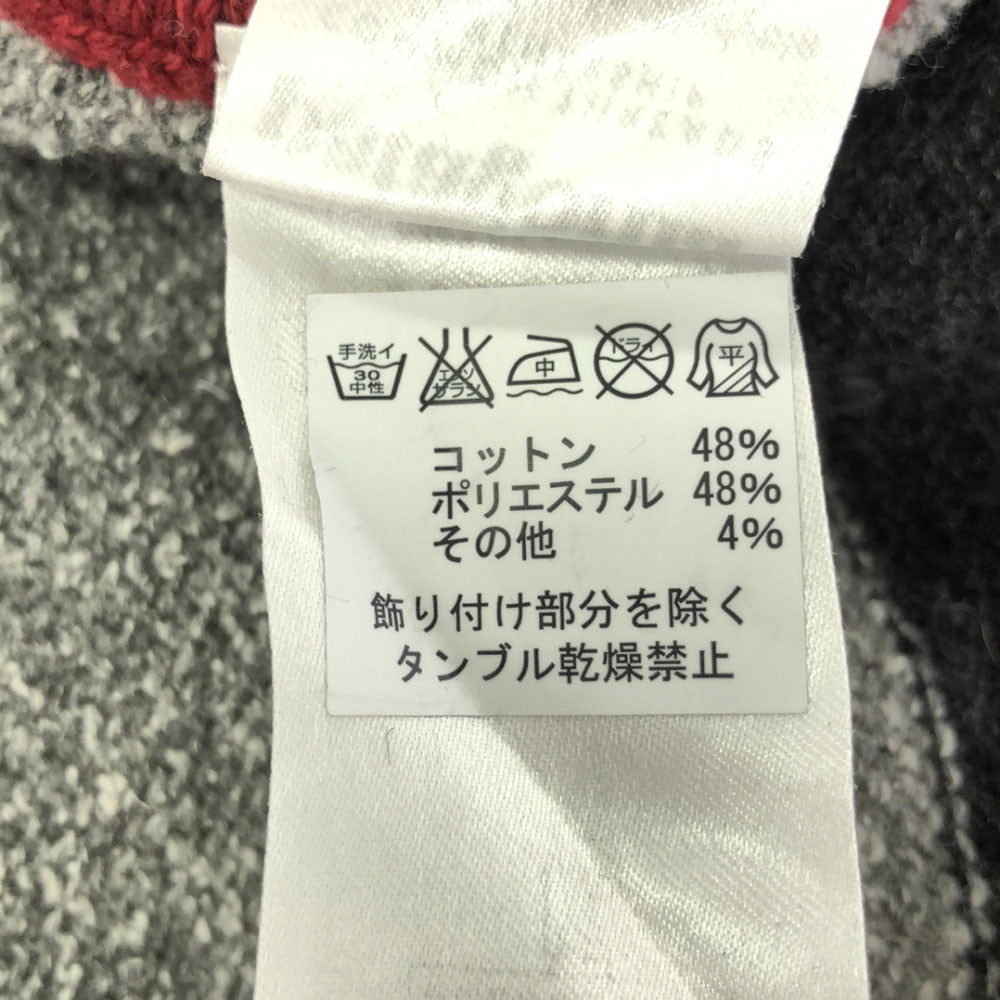 手洗イ
30
中性
エンソ
サラシ
中
ドライ
平
コットン 48%
ポリエステル 48%
その他 4%
飾り付け部分を除く
タンブル乾燥禁止